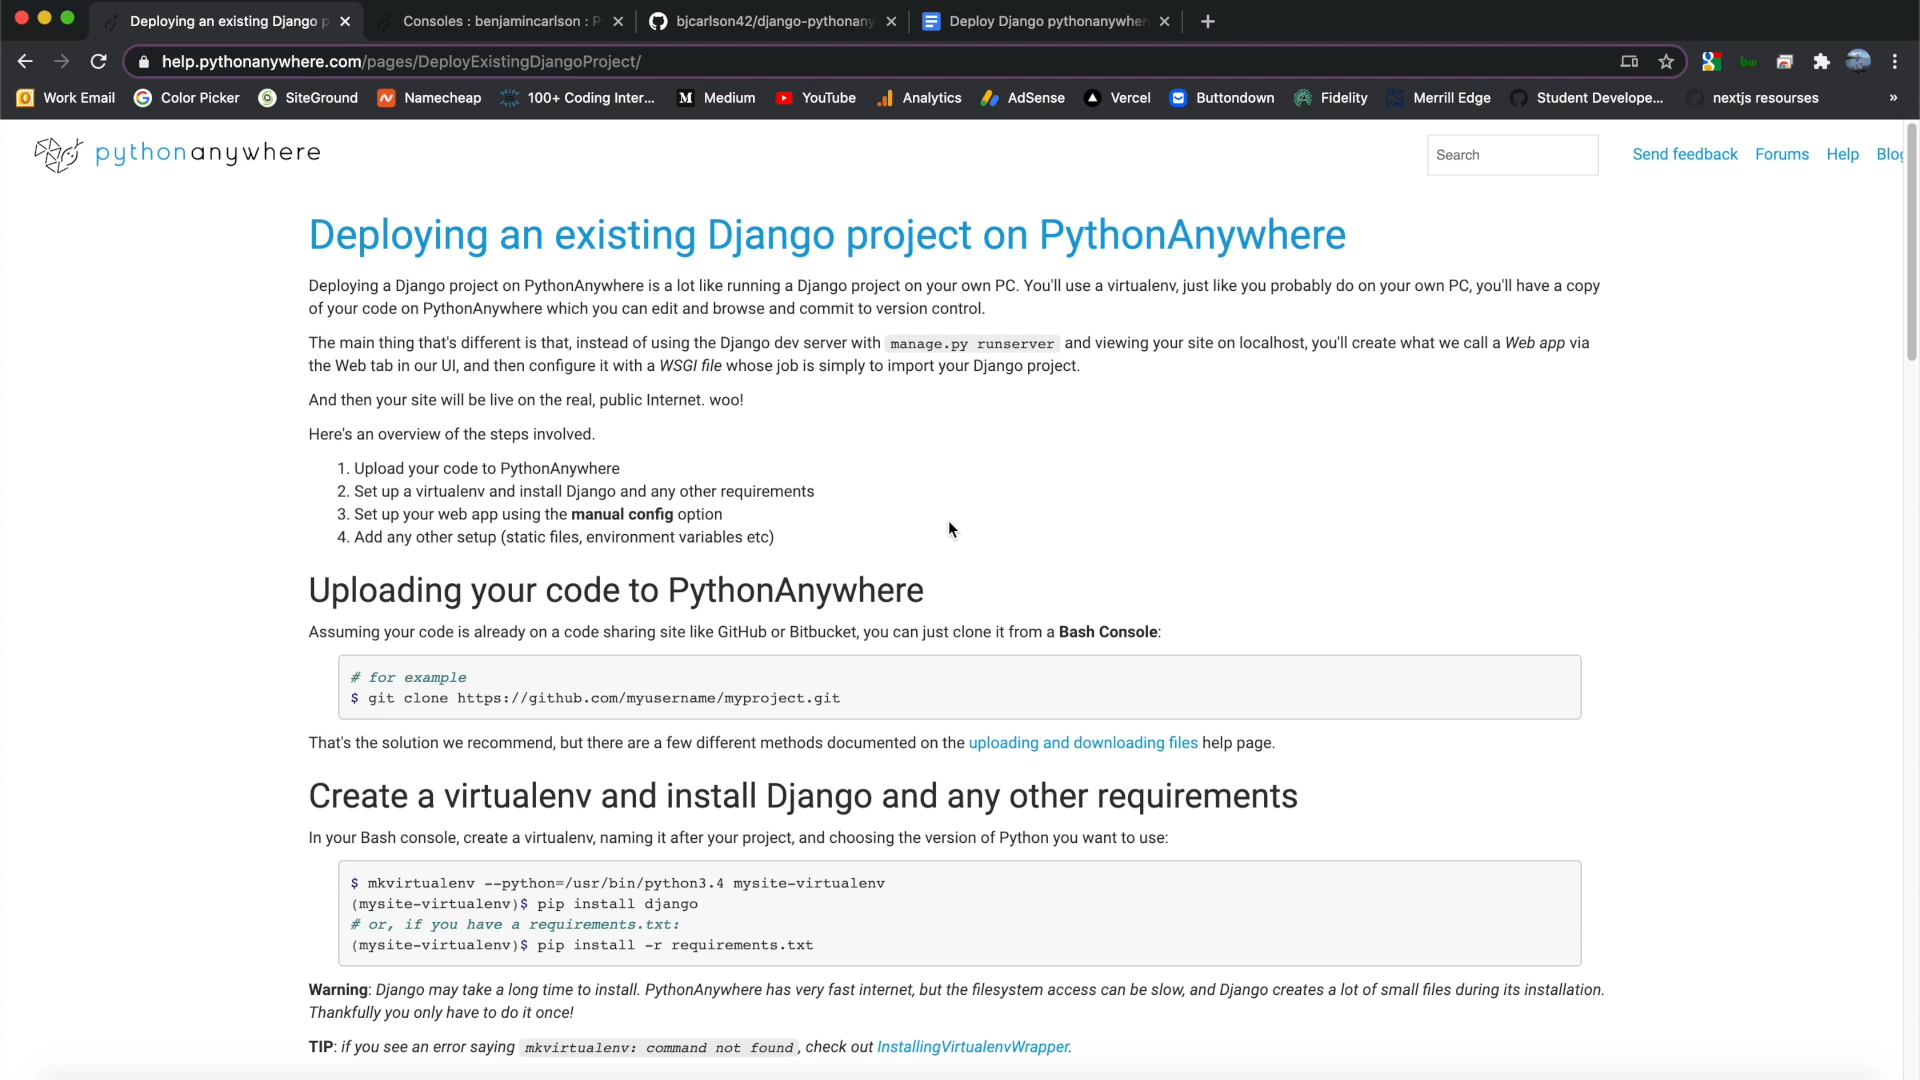 Deploying an existing Django p
Consoles : benjamincarlson : P
bjcarlson42/django-pythonany
Deploy Django pythonanywher
help.pythonanywhere.com/pages/DeployExistingDjangoProject/
Work Email
Color Picker
SiteGround
Namecheap
100+ Coding Inter...
Medium
YouTube
Analytics
AdSense
Vercel
Buttondown
Fidelity
Merrill Edge
Student Develope...
nextjs resourses
»
pythonanywhere
Search
Send feedback
Forums
Help
Blog
Deploying an existing Django project on PythonAnywhere
Deploying a Django project on PythonAnywhere is a lot like running a Django project on your own PC. You'll use a virtualenv, just like you probably do on your own PC, you'll have a copy
of your code on PythonAnywhere which you can edit and browse and commit to version control.
The main thing that's different is that, instead of using the Django dev server with manage.py runserver and viewing your site on localhost, you'll create what we call a Web app via
the Web tab in our UI, and then configure it with a WSGI file whose job is simply to import your Django project.
And then your site will be live on the real, public Internet. woo!
Here's an overview of the steps involved.
1. Upload your code to PythonAnywhere
2. Set up a virtualenv and install Django and any other requirements
3. Set up your web app using the manual config option
4. Add any other setup (static files, environment variables etc)
Uploading your code to PythonAnywhere
Assuming your code is already on a code sharing site like GitHub or Bitbucket, you can just clone it from a Bash Console:
# for example
$ git clone https://github.com/myusername/myproject.git
That's the solution we recommend, but there are a few different methods documented on the uploading and downloading files help page.
Create a virtualenv and install Django and any other requirements
In your Bash console, create a virtualenv, naming it after your project, and choosing the version of Python you want to use:
$ mkvirtualenv --python=/usr/bin/python3.4 mysite-virtualenv
(mysite-virtualenv)$ pip install django
# or, if you have a requirements.txt:
(mysite-virtualenv)$ pip install -r requirements.txt
Warning: Django may take a long time to install. PythonAnywhere has very fast internet, but the filesystem access can be slow, and Django creates a lot of small files during its installation.
Thankfully you only have to do it once!
TIP: if you see an error saying mkvirtualenv: command not found, check out InstallingVirtualenvWrapper.